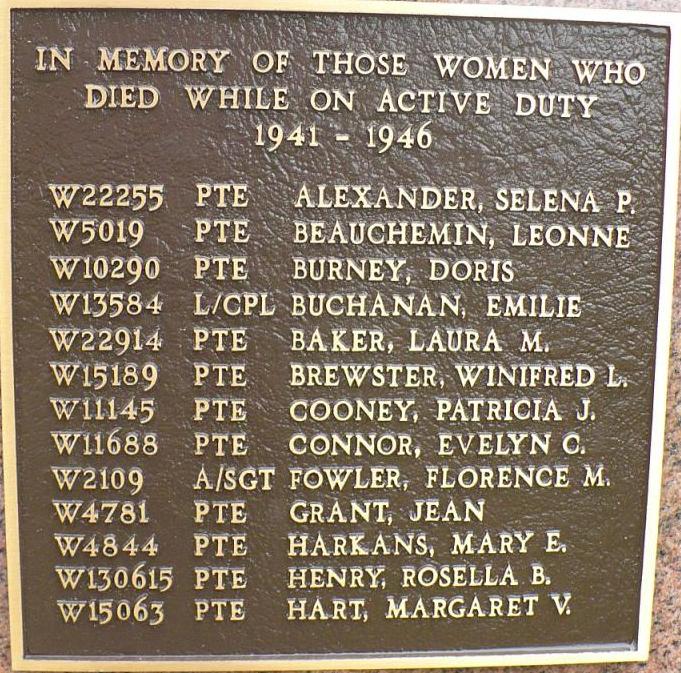 IN MEMORY OF THOSE WOMEN WHO
DIED WHILE ON ACTIVE DUTY
1941 - 1946
W22255 PTE ALEXANDER, SELENA P.
W5019 PTE BEAUCHEMIN, LEONNE
W10290 PTE BURNEY, DORIS
W13584 L/CPL BUCHANAN, EMILIE
W22914 PTE BAKER, LAURA M.
W15189 PTE BREWSTER, WINIFRED L.
W11145 PTE COONEY, PATRICIA J.
W11688 PTE CONNOR, EVELYN C.
W2109 A/SGT FOWLER, FLORENCE M.
W4781 PTE GRANT, JEAN
W4844 PTE HARKANS, MARY E.
W130615 PTE HENRY, ROSELLA B.
W15063 PTE HART, MARGARET V.